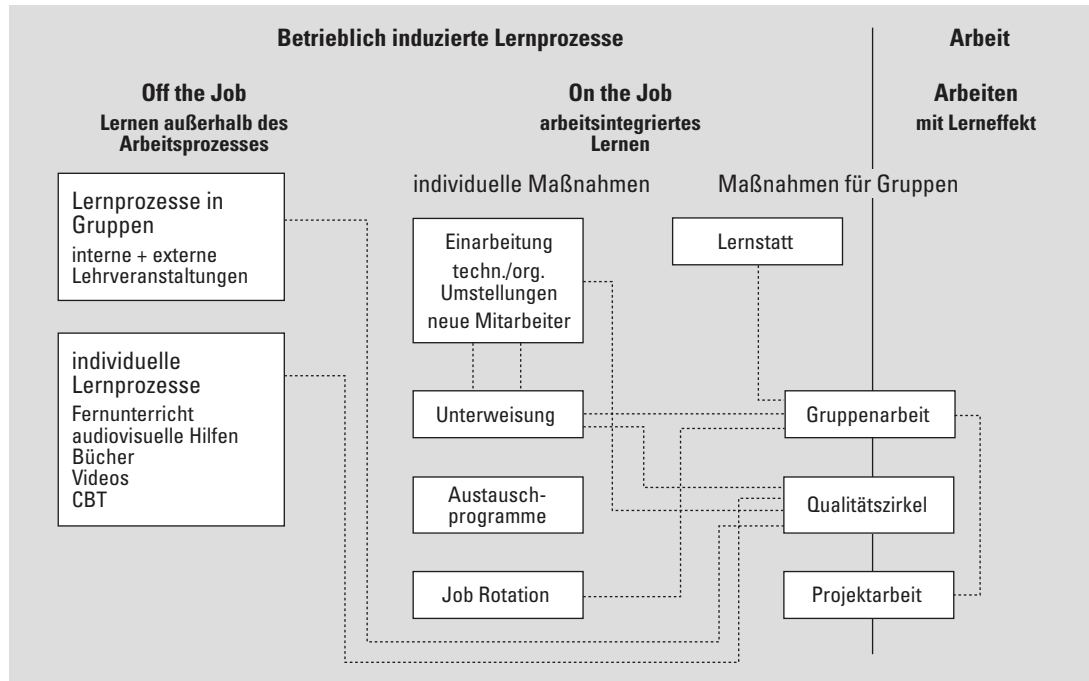 Betrieblich induzierte Lernprozesse
Arbeit
Off the Job
Lernen außerhalb des
Arbeitsprozesses
On the Job
arbeitsintegriertes
Lernen
Arbeiten
mit Lerneffekt
individuelle Maßnahmen
Maßnahmen für Gruppen
Lernprozesse in
Gruppen
interne + externe
Lehrveranstaltungen
individuelle
Lernprozesse
Fernunterricht
audiovisuelle Hilfen
Bücher
Videos
CBT
Einarbeitung
techn./org.
Umstellungen
neue Mitarbeiter
Unterweisung
Austausch-
programme
Job Rotation
Lernstatt
Gruppenarbeit
Qualitätszirkel
Projektarbeit